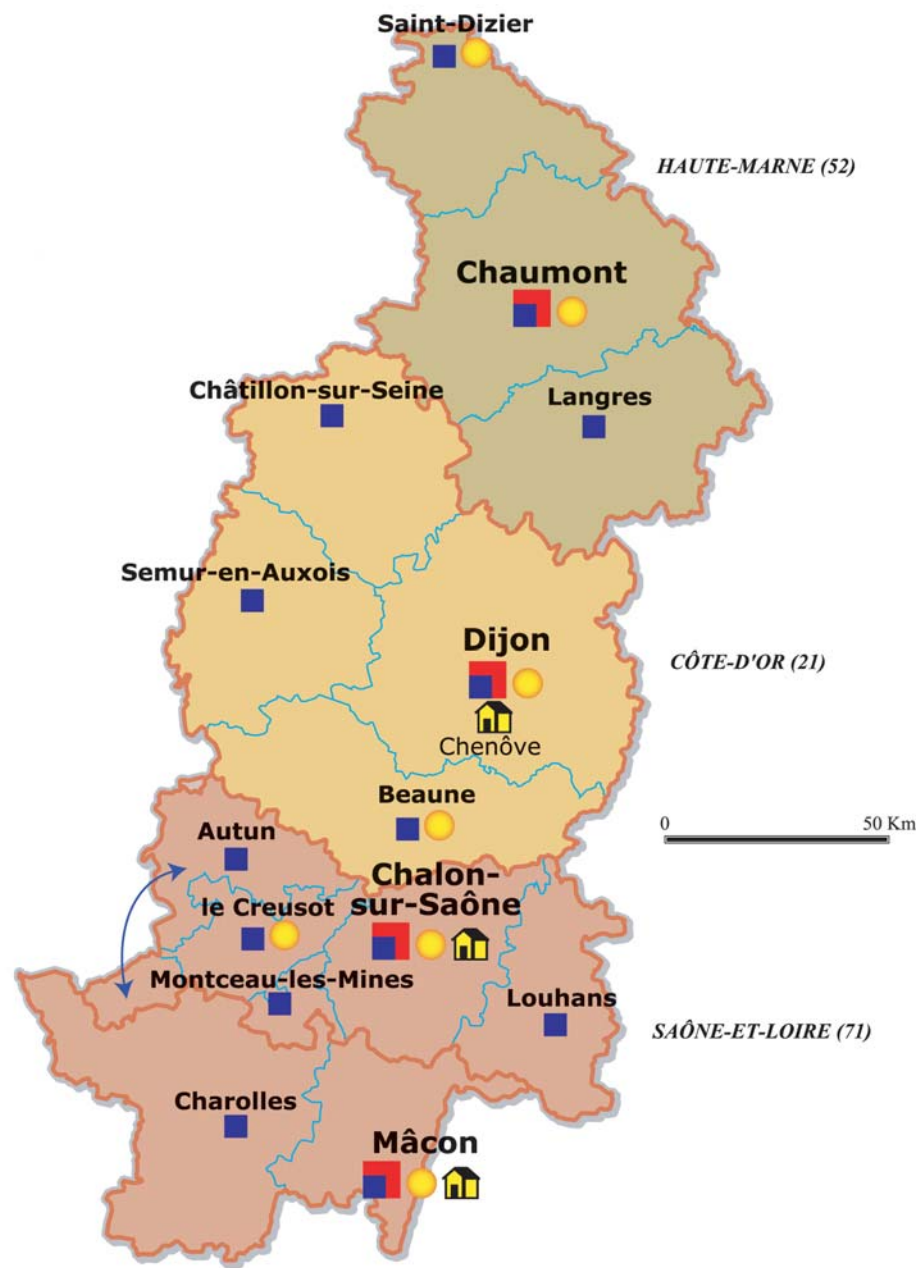 Saint-Dizier
HAUTE-MARNE (52)
Chaumont
Châtillon-sur-Seine
Langres
Semur-en-Auxois
Dijon
CÔTE-D'OR (21)
Chenôve
Beaune
Autun
0 50 Km
Chalon-
sur-Saône
le Creusot
Montceau-les-Mines
Louhans
SAÔNE-ET-LOIRE (71)
Charolles
Mâcon